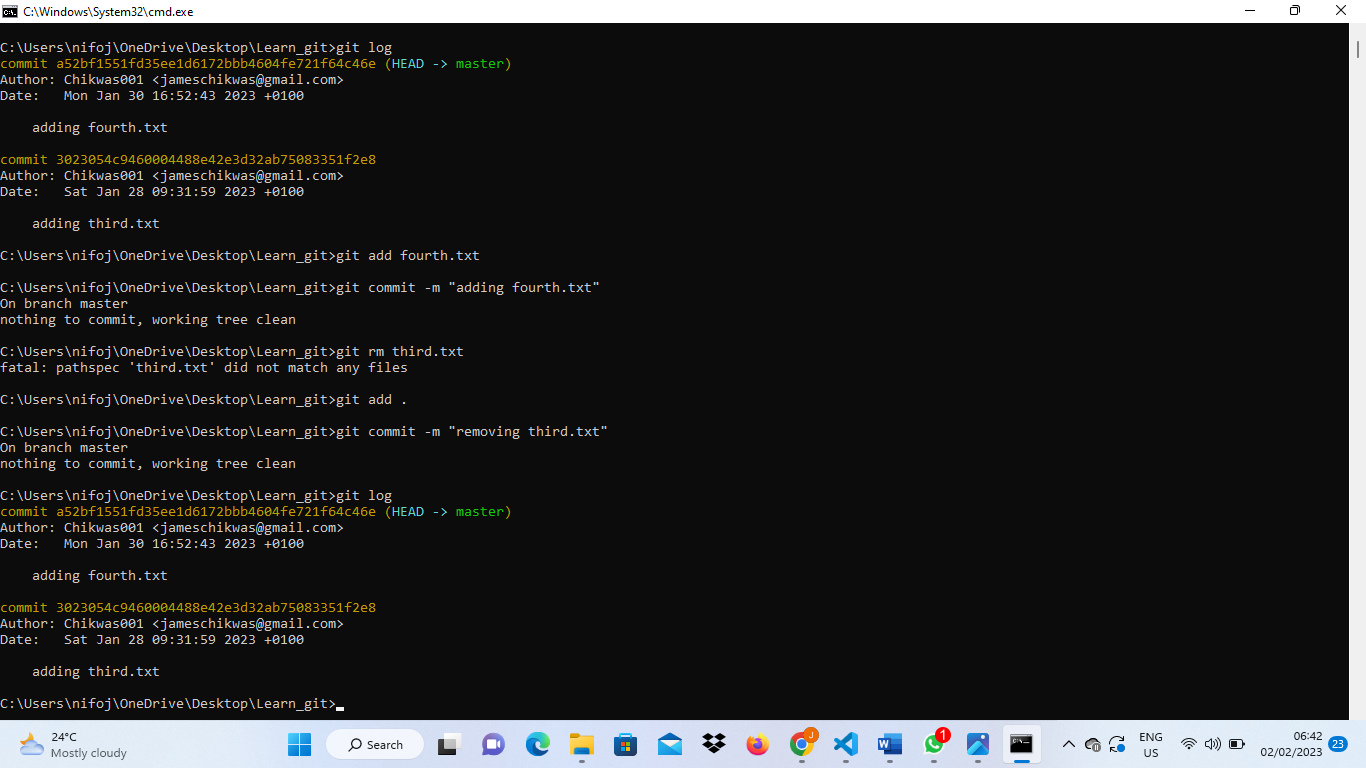 C:\Windows\System32\cmd.exe
C:\Users\nifoj\OneDrive\Desktop\Learn_git>git log
commit a52bf1551fd35ee1d6172bbb4604fe721f64c46e (HEAD -> master)
Author: Chikwas001 <jameschikwas@gmail.com>
Date:   Mon Jan 30 16:52:43 2023 +0100
    adding fourth.txt
commit 3023054c9460004488e42e3d32ab75083351f2e8
Author: Chikwas001 <jameschikwas@gmail.com>
Date:   Sat Jan 28 09:31:59 2023 +0100
    adding third.txt
C:\Users\nifoj\OneDrive\Desktop\Learn_git>git add fourth.txt
C:\Users\nifoj\OneDrive\Desktop\Learn_git>git commit -m "adding fourth.txt"
On branch master
nothing to commit, working tree clean
C:\Users\nifoj\OneDrive\Desktop\Learn_git>git rm third.txt
fatal: pathspec 'third.txt' did not match any files
C:\Users\nifoj\OneDrive\Desktop\Learn_git>git add .
C:\Users\nifoj\OneDrive\Desktop\Learn_git>git commit -m "removing third.txt"
On branch master
nothing to commit, working tree clean
C:\Users\nifoj\OneDrive\Desktop\Learn_git>git log
commit a52bf1551fd35ee1d6172bbb4604fe721f64c46e (HEAD -> master)
Author: Chikwas001 <jameschikwas@gmail.com>
Date:   Mon Jan 30 16:52:43 2023 +0100
    adding fourth.txt
commit 3023054c9460004488e42e3d32ab75083351f2e8
Author: Chikwas001 <jameschikwas@gmail.com>
Date:   Sat Jan 28 09:31:59 2023 +0100
    adding third.txt
C:\Users\nifoj\OneDrive\Desktop\Learn_git>
24°C
Mostly cloudy
Search
J
1
ENG
US
06:42
02/02/2023
23